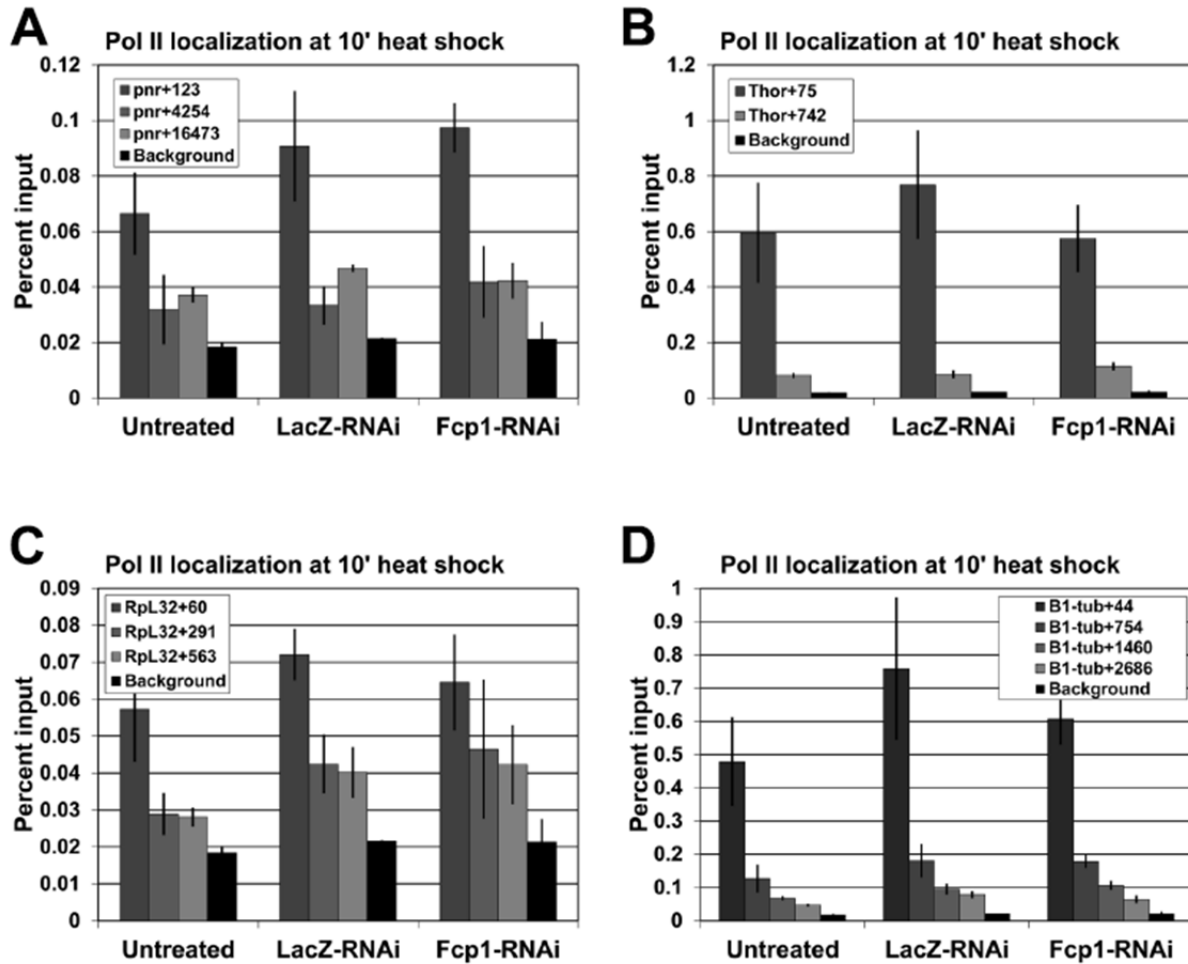 A
Pol II localization at 10' heat shock
Percent input
0.12
0.1
0.08
0.06
0.04
0.02
0
pnr+123
pnr+4254
pnr+16473
Background
Untreated
LacZ-RNAi
Fcp1-RNAi
B
Pol II localization at 10' heat shock
Percent input
1.2
1
0.8
0.6
0.4
0.2
0
Thor+75
Thor+742
Background
Untreated
LacZ-RNAi
Fcp1-RNAi
C
Pol II localization at 10' heat shock
Percent input
0.09
0.08
0.07
0.06
0.05
0.04
0.03
0.02
0.01
0
RpL32+60
RpL32+291
RpL32+563
Background
Untreated
LacZ-RNAi
Fcp1-RNAi
D
Pol II localization at 10' heat shock
Percent input
1
0.9
0.8
0.7
0.6
0.5
0.4
0.3
0.2
0.1
0
B1-tub+44
B1-tub+754
B1-tub+1460
B1-tub+2686
Background
Untreated
LacZ-RNAi
Fcp1-RNAi